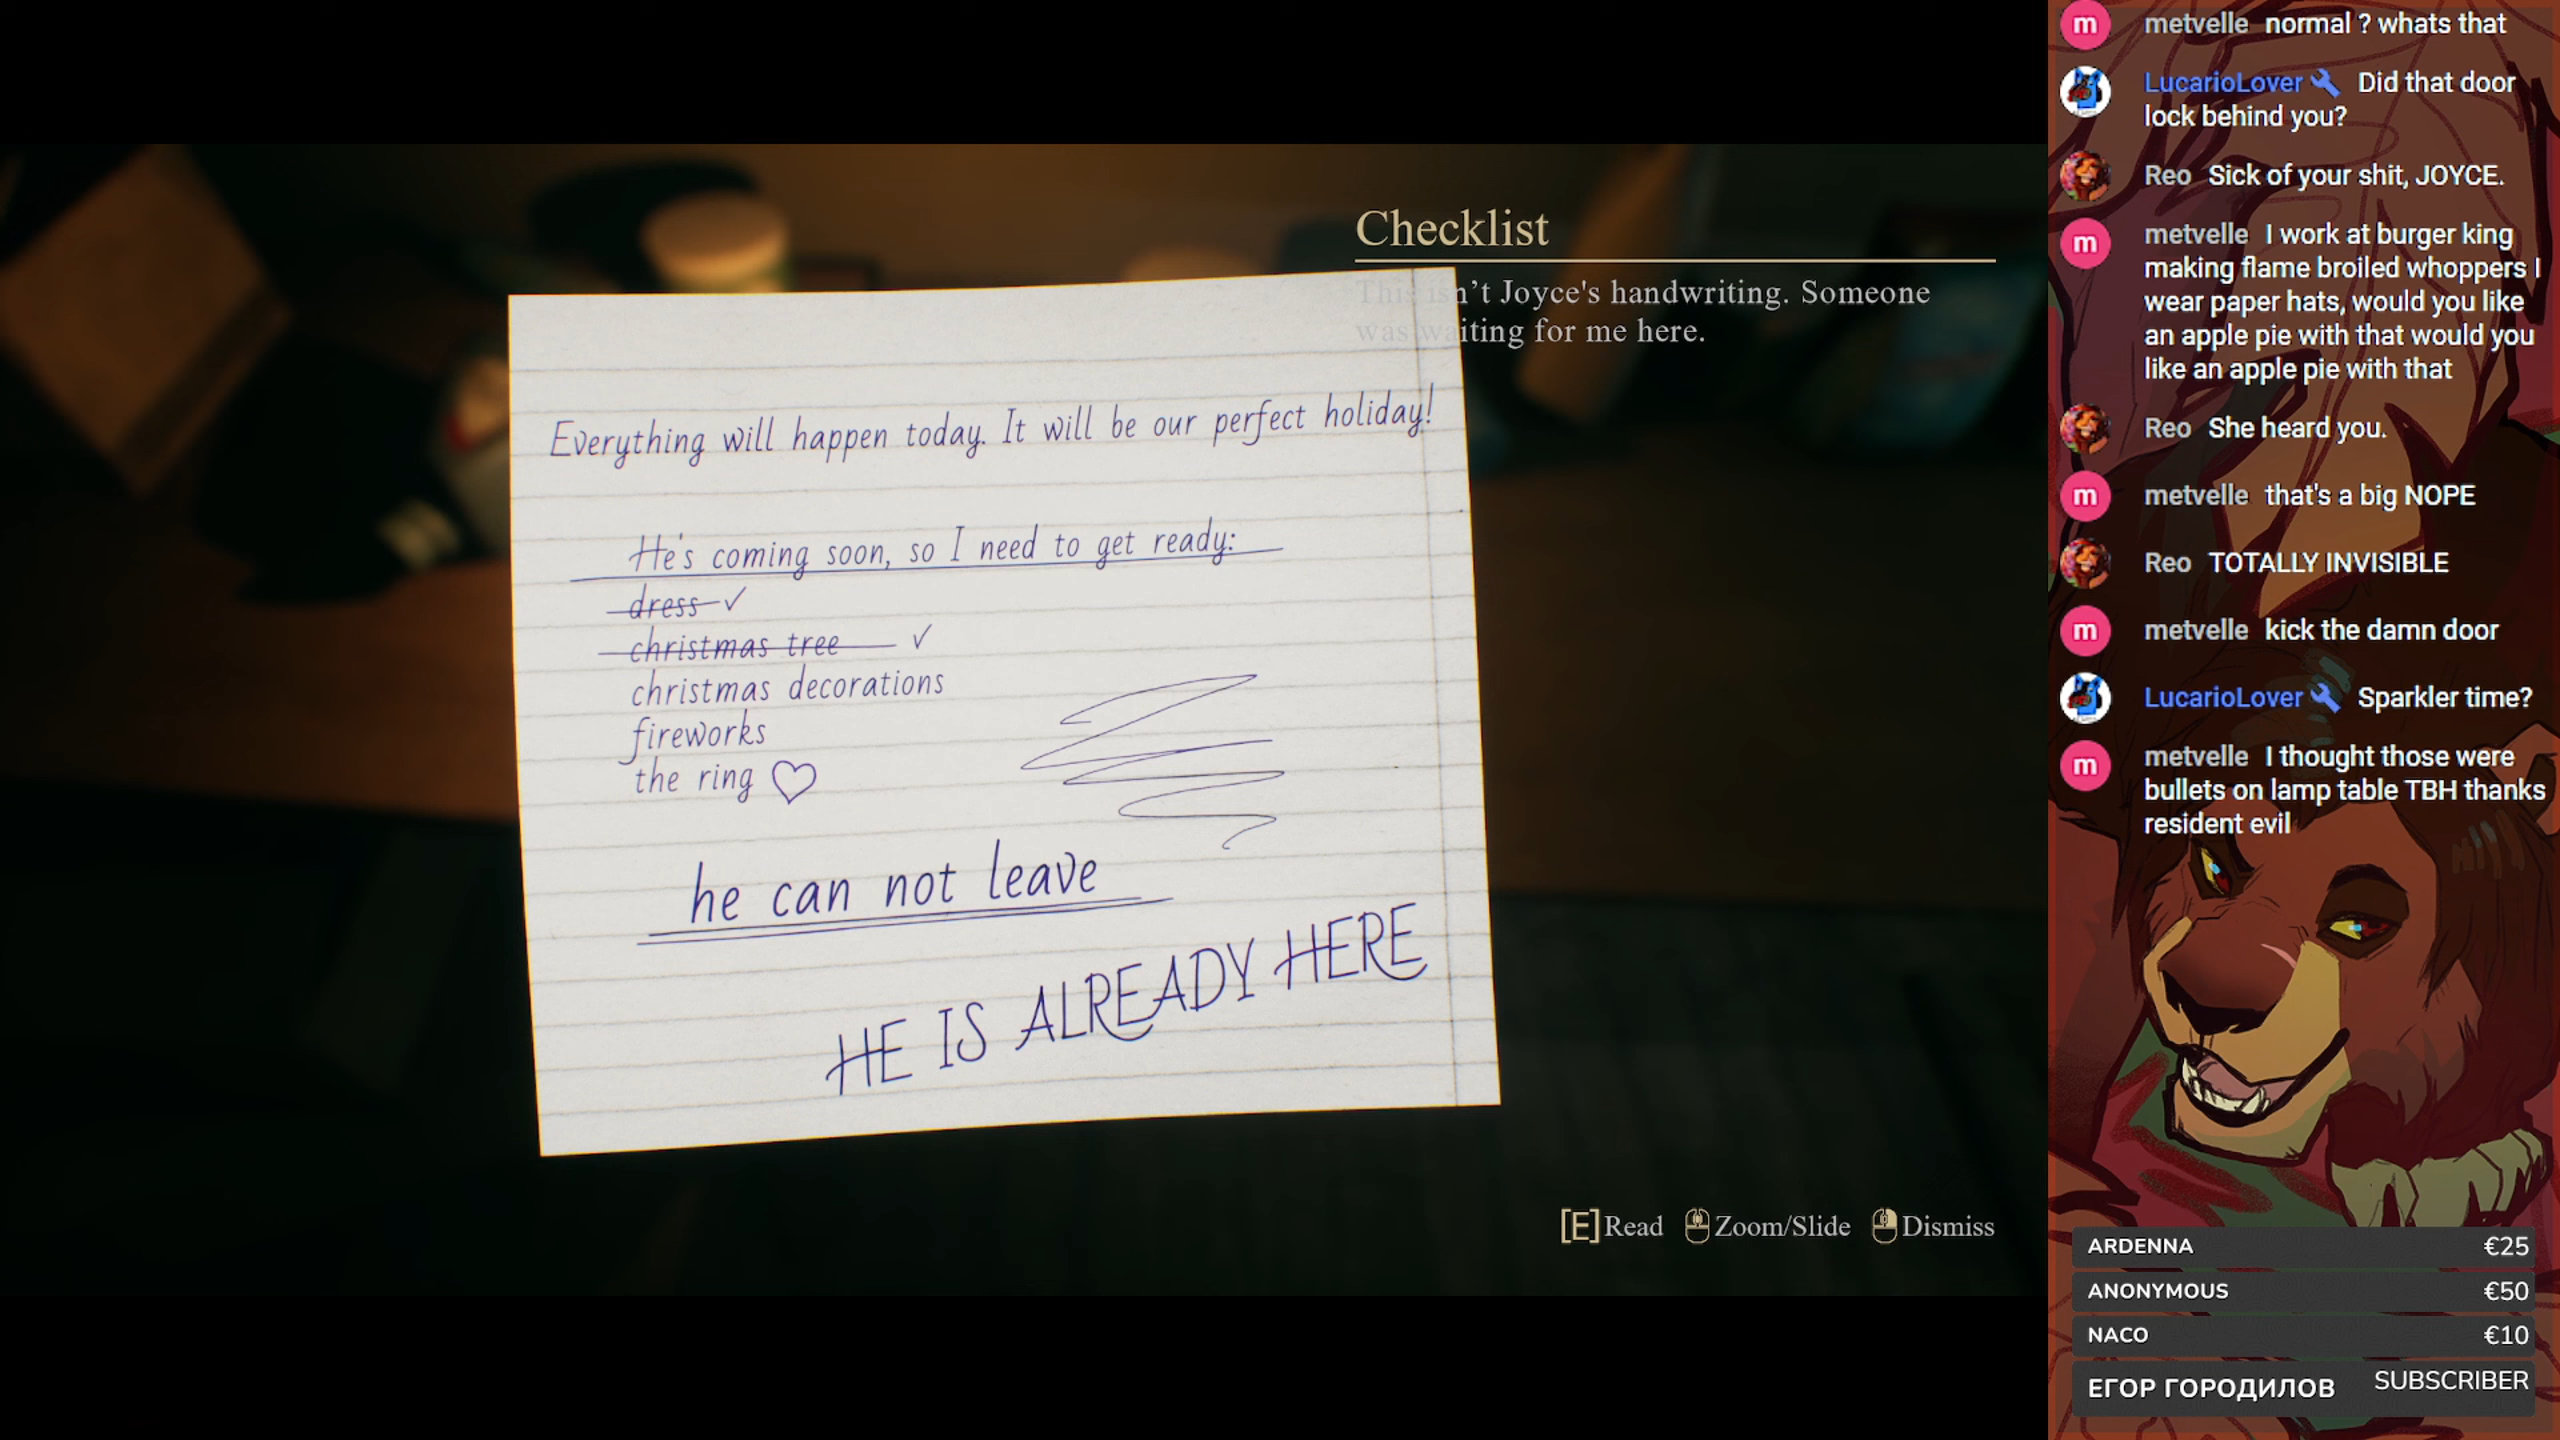 Checklist
This isn't Joyce's handwriting. Someone
was waiting for me here.
Everything will happen today. It will be our perfect holiday!
He's coming soon, so I need to get ready:
dress ✓
christmas tree ✓
christmas decorations
fireworks
the ring ♡
he can not leave
HE IS ALREADY HERE
[E] Read Zoom/Slide Dismiss
m metvelle normal ? whats that
LucarioLover Did that door
lock behind you?
Reo Sick of your shit, JOYCE.
m metvelle I work at burger king
making flame broiled whoppers I
wear paper hats, would you like
an apple pie with that would you
like an apple pie with that
Reo She heard you.
m metvelle that's a big NOPE
Reo TOTALLY INVISIBLE
m metvelle kick the damn door
LucarioLover Sparkler time?
m metvelle I thought those were
bullets on lamp table TBH thanks
resident evil
ARDENNA €25
ANONYMOUS €50
NACO €10
ЕГОР ГОРОДИЛОВ SUBSCRIBER